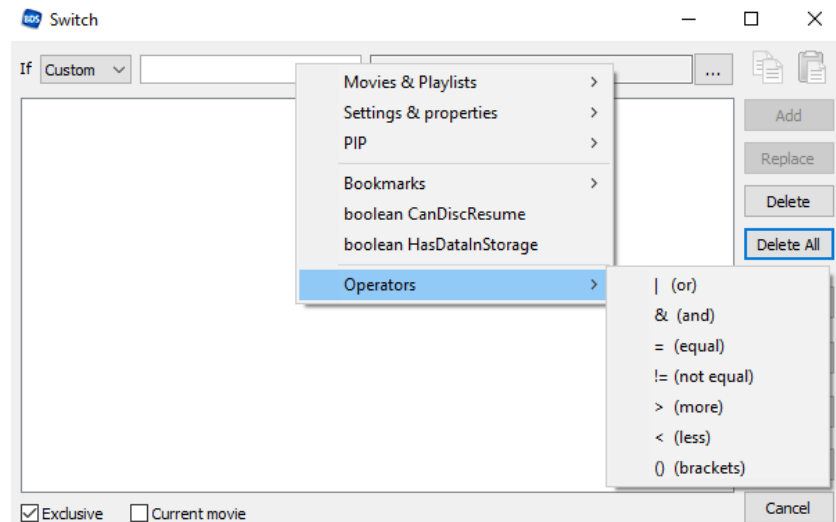 BDS Switch
If Custom ...
Movies & Playlists
Settings & properties
PIP
Bookmarks
boolean CanDiscResume
boolean HasDataInStorage
Operators
| (or)
& (and)
= (equal)
!= (not equal)
> (more)
< (less)
() (brackets)
Add
Replace
Delete
Delete All
Cancel
Exclusive Current movie